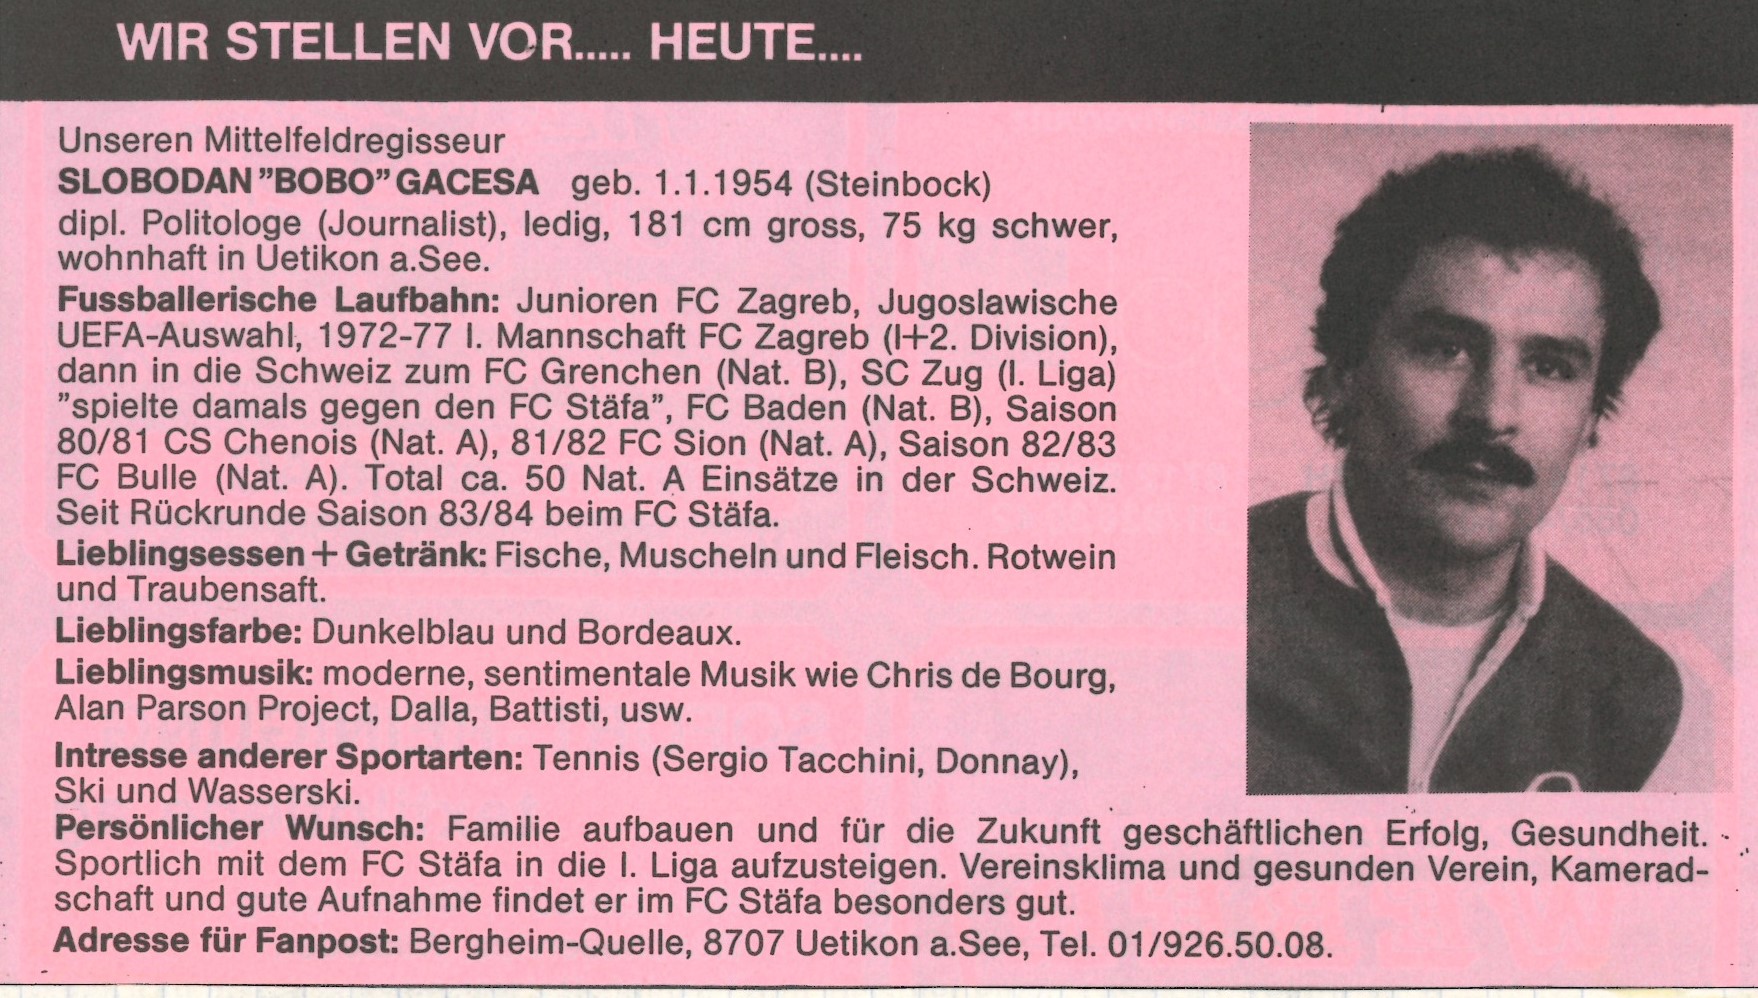 WIR STELLEN VOR..... HEUTE....
Unseren Mittelfeldregisseur
SLOBODAN "BOBO" GACESA geb. 1.1.1954 (Steinbock)
dipl. Politologe (Journalist), ledig, 181 cm gross, 75 kg schwer,
wohnhaft in Uetikon a.See.
Fussballerische Laufbahn: Junioren FC Zagreb, Jugoslawische
UEFA-Auswahl, 1972-77 I. Mannschaft FC Zagreb (I+2. Division),
dann in die Schweiz zum FC Grenchen (Nat. B), SC Zug (I. Liga)
"spielte damals gegen den FC Stäfa", FC Baden (Nat. B), Saison
80/81 CS Chenois (Nat. A), 81/82 FC Sion (Nat. A), Saison 82/83
FC Bulle (Nat. A). Total ca. 50 Nat. A Einsätze in der Schweiz.
Seit Rückrunde Saison 83/84 beim FC Stäfa.
Lieblingsessen + Getränk: Fische, Muscheln und Fleisch. Rotwein
und Traubensaft.
Lieblingsfarbe: Dunkelblau und Bordeaux.
Lieblingsmusik: moderne, sentimentale Musik wie Chris de Bourg,
Alan Parson Project, Dalla, Battisti, usw.
Intresse anderer Sportarten: Tennis (Sergio Tacchini, Donnay),
Ski und Wasserski.
Persönlicher Wunsch: Familie aufbauen und für die Zukunft geschäftlichen Erfolg, Gesundheit.
Sportlich mit dem FC Stäfa in die I. Liga aufzusteigen. Vereinsklima und gesunden Verein, Kamerad-
schaft und gute Aufnahme findet er im FC Stäfa besonders gut.
Adresse für Fanpost: Bergheim-Quelle, 8707 Uetikon a.See, Tel. 01/926.50.08.